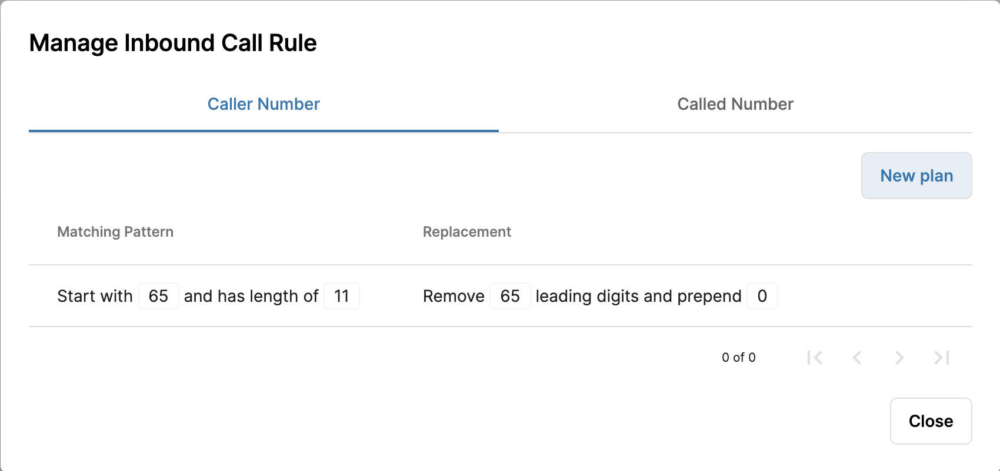 Manage Inbound Call Rule
Caller Number
Called Number
New plan
Matching Pattern
Replacement
Start with 65 and has length of 11
Remove 65 leading digits and prepend 0
0 of 0
Close